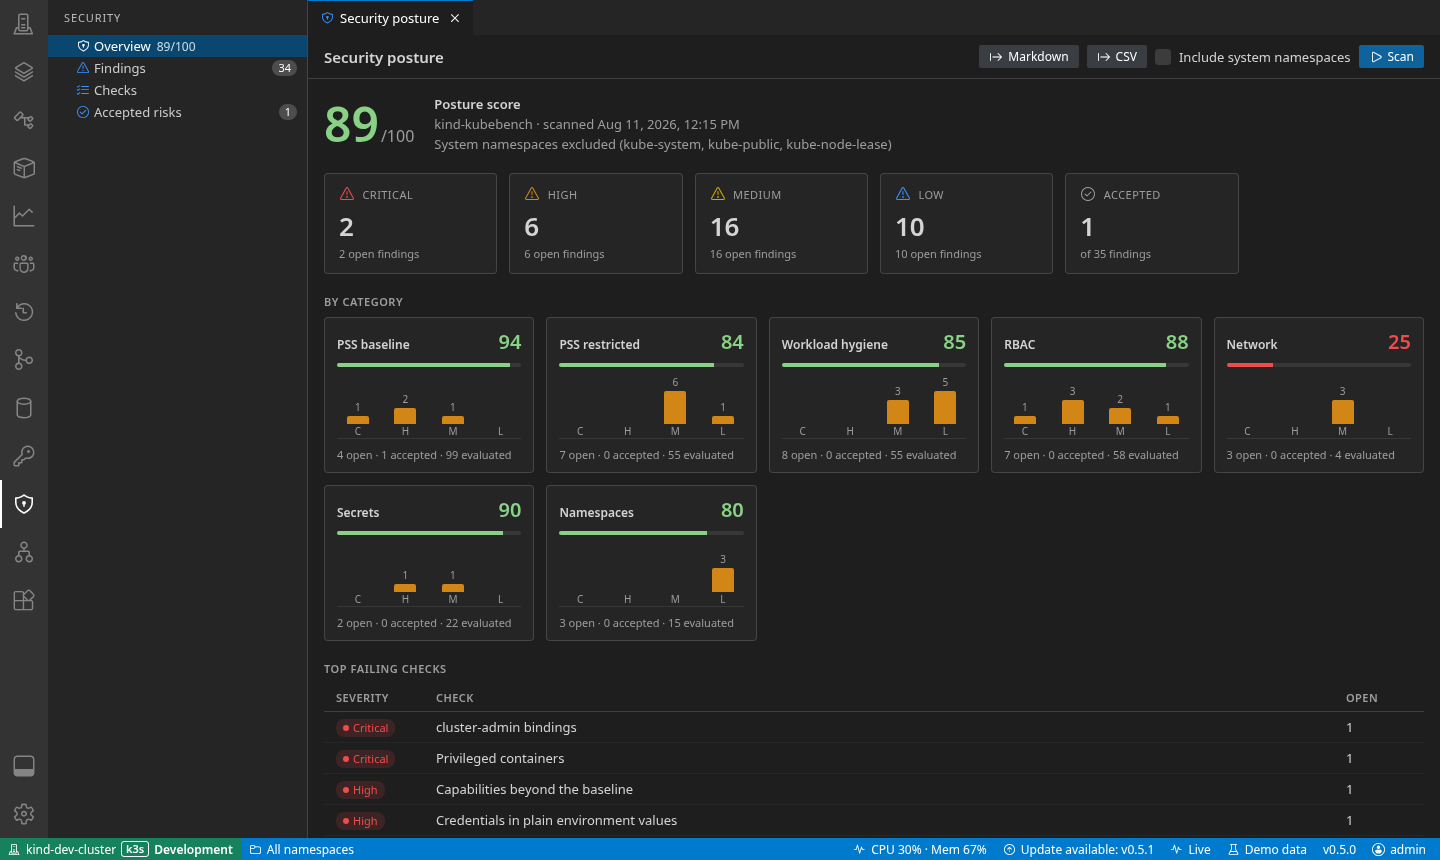 SECURITY
Overview 89/100
Findings 34
Checks
Accepted risks 1
Security posture
Security posture
Markdown
CSV
Include system namespaces
Scan
89/100
Posture score
kind-kubebench · scanned Aug 11, 2026, 12:15 PM
System namespaces excluded (kube-system, kube-public, kube-node-lease)
CRITICAL
2
2 open findings
HIGH
6
6 open findings
MEDIUM
16
16 open findings
LOW
10
10 open findings
ACCEPTED
1
of 35 findings
BY CATEGORY
PSS baseline 94
1 2 1
C H M L
4 open · 1 accepted · 99 evaluated
PSS restricted 84
6 1
C H M L
7 open · 0 accepted · 55 evaluated
Workload hygiene 85
3 5
C H M L
8 open · 0 accepted · 55 evaluated
RBAC 88
1 3 2 1
C H M L
7 open · 0 accepted · 58 evaluated
Network 25
3
C H M L
3 open · 0 accepted · 4 evaluated
Secrets 90
1 1
C H M L
2 open · 0 accepted · 22 evaluated
Namespaces 80
3
C H M L
3 open · 0 accepted · 15 evaluated
TOP FAILING CHECKS
SEVERITY CHECK OPEN
Critical cluster-admin bindings 1
Critical Privileged containers 1
High Capabilities beyond the baseline 1
High Credentials in plain environment values 1
kind-dev-cluster k3s Development All namespaces CPU 30% · Mem 67% Update available: v0.5.1 Live Demo data v0.5.0 admin